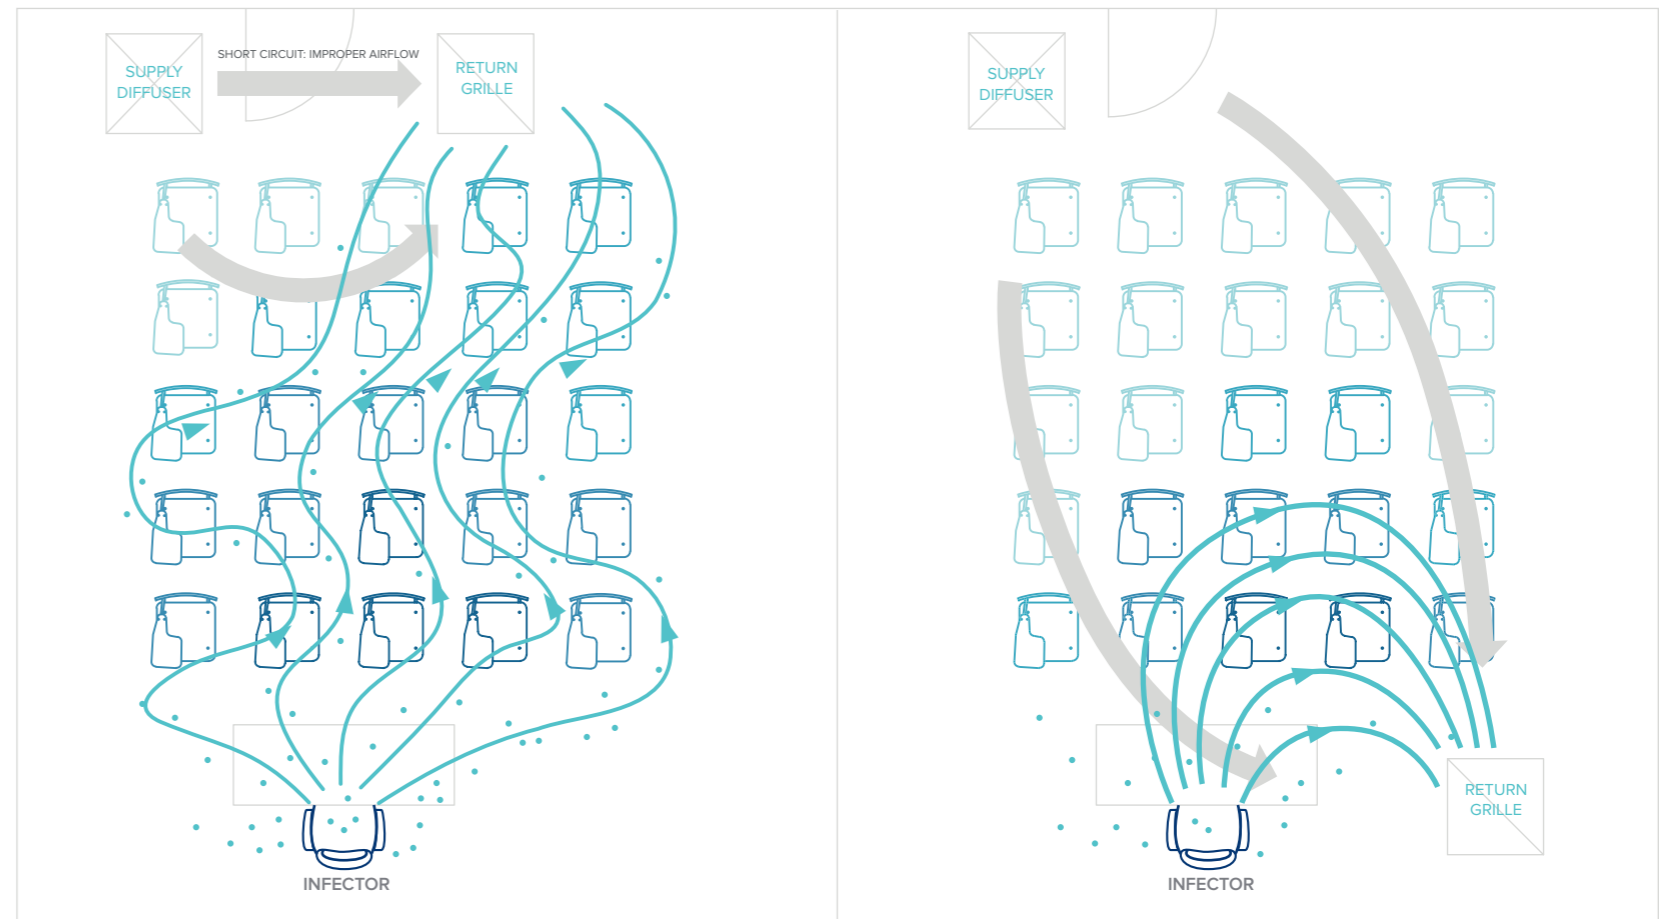 SHORT CIRCUIT: IMPROPER AIRFLOW
SUPPLY
DIFFUSER
RETURN
GRILLE
INFECTOR
SUPPLY
DIFFUSER
RETURN
GRILLE
INFECTOR